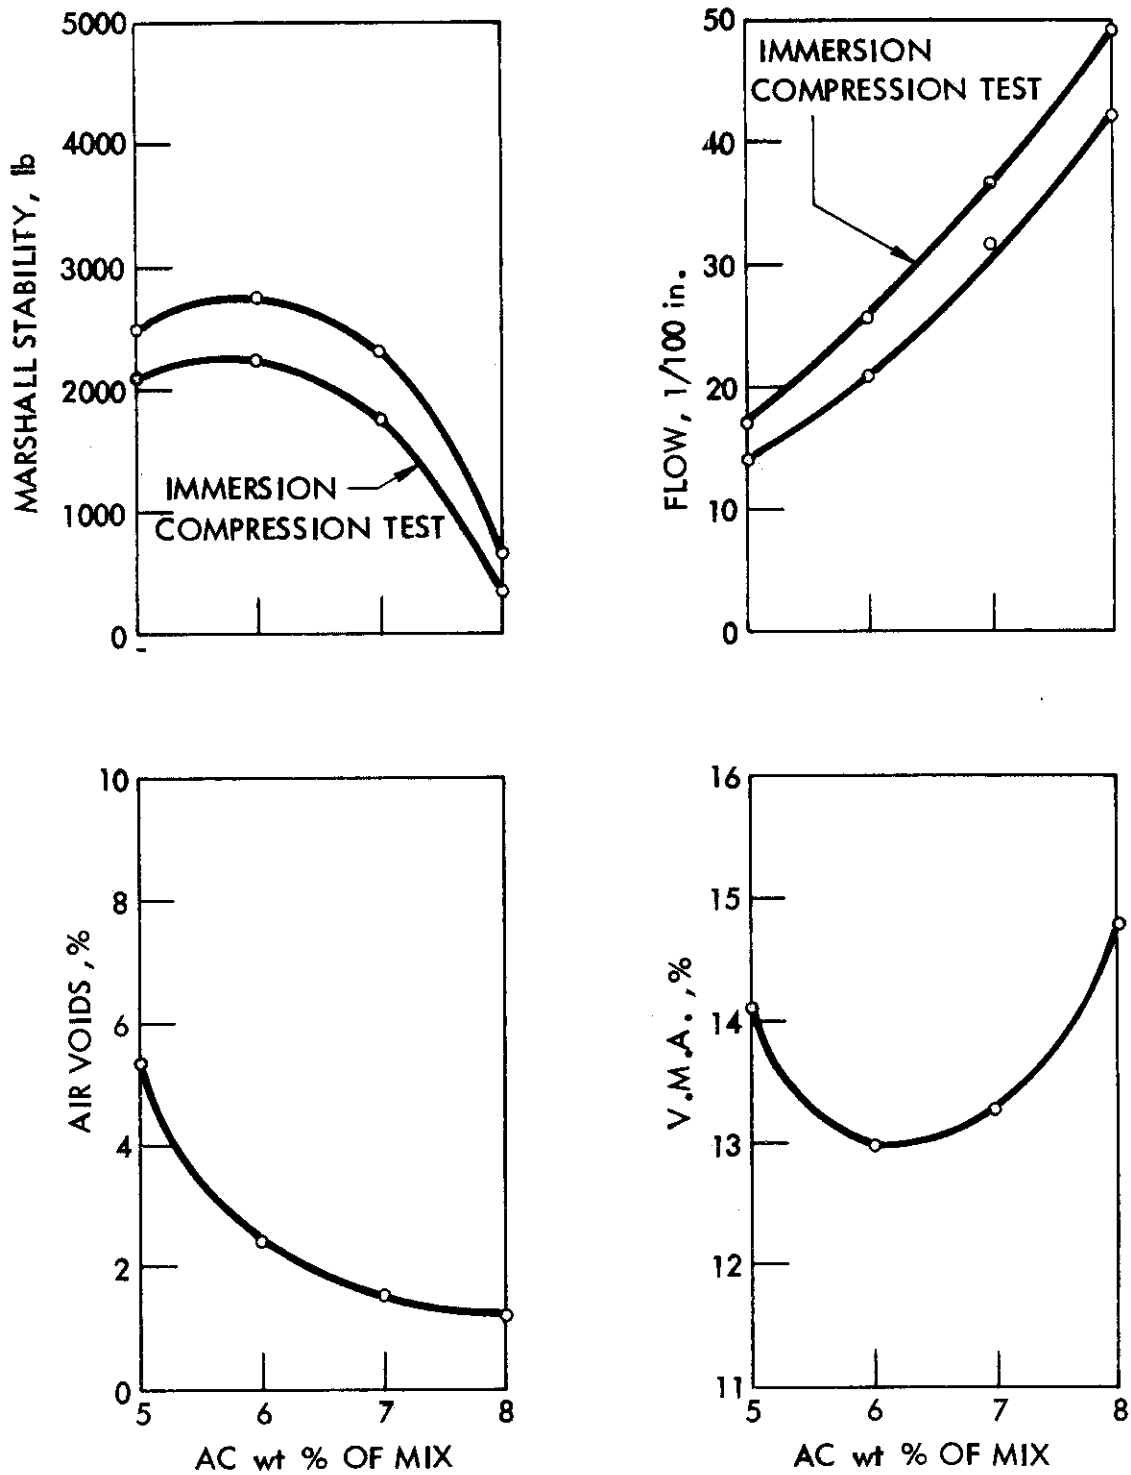 5000
4000
3000
2000
1000
0
MARSHALL STABILITY, lb
IMMERSION
COMPRESSION TEST
50
40
30
20
10
0
FLOW, 1/100 in.
IMMERSION
COMPRESSION TEST
10
8
6
4
2
0
AIR VOIDS, %
5 6 7 8
AC wt % OF MIX
16
15
14
13
12
11
V.M.A., %
5 6 7 8
AC wt % OF MIX